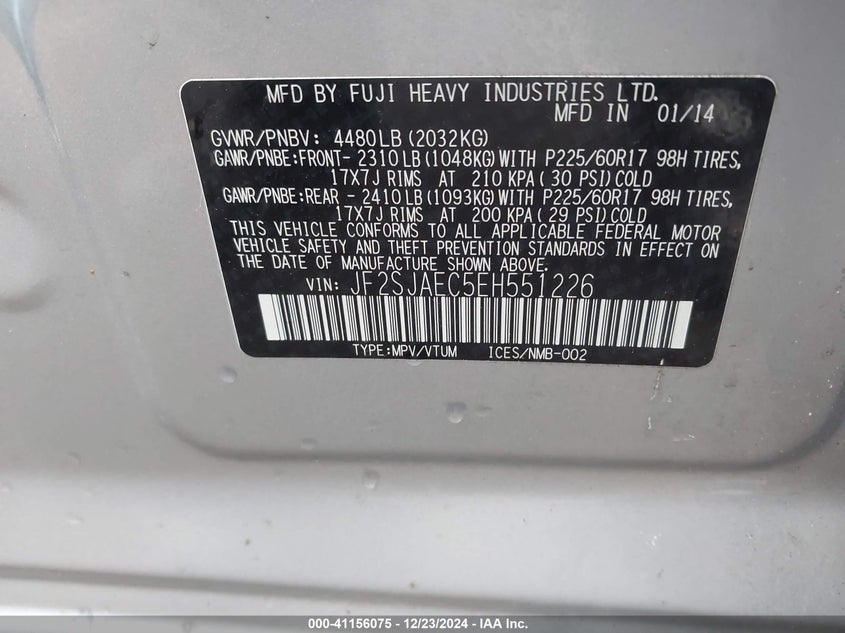 MFD BY FUJI HEAVY INDUSTRIES LTD.
MFD IN 01/14
GVWR/PNBV: 4480LB(2032KG)
GAWR/PNBE:FRONT- 2310LB(1048KG)WITH P225/60R17 98H TIRES,
17X7J RIMS AT 210 KPA( 30 PSI)COLD
GAWR/PNBE:REAR - 2410LB(1093KG)WITH P225/60R17 98H TIRES,
17X7J RIMS AT 200 KPA( 29 PSI)COLD
THIS VEHICLE CONFORMS TO ALL APPLICABLE FEDERAL MOTOR
VEHICLE SAFETY AND THEFT PREVENTION STANDARDS IN EFFECT ON
THE DATE OF MANUFACTURE SHOWN ABOVE.
VIN: JF2SJAEC5EH551226
TYPE:MPV/VTUM ICES/NMB-002
000-41156075 - 12/23/2024 - IAA Inc.